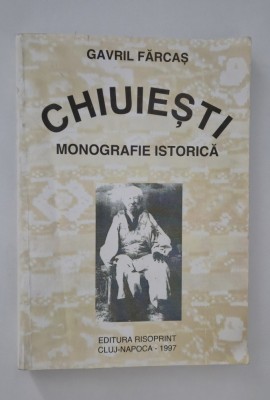 GAVRIL FĂRCAȘ
CHIUIEȘTI
MONOGRAFIE ISTORICĂ
EDITURA RISOPRINT
CLUJ-NAPOCA - 1997